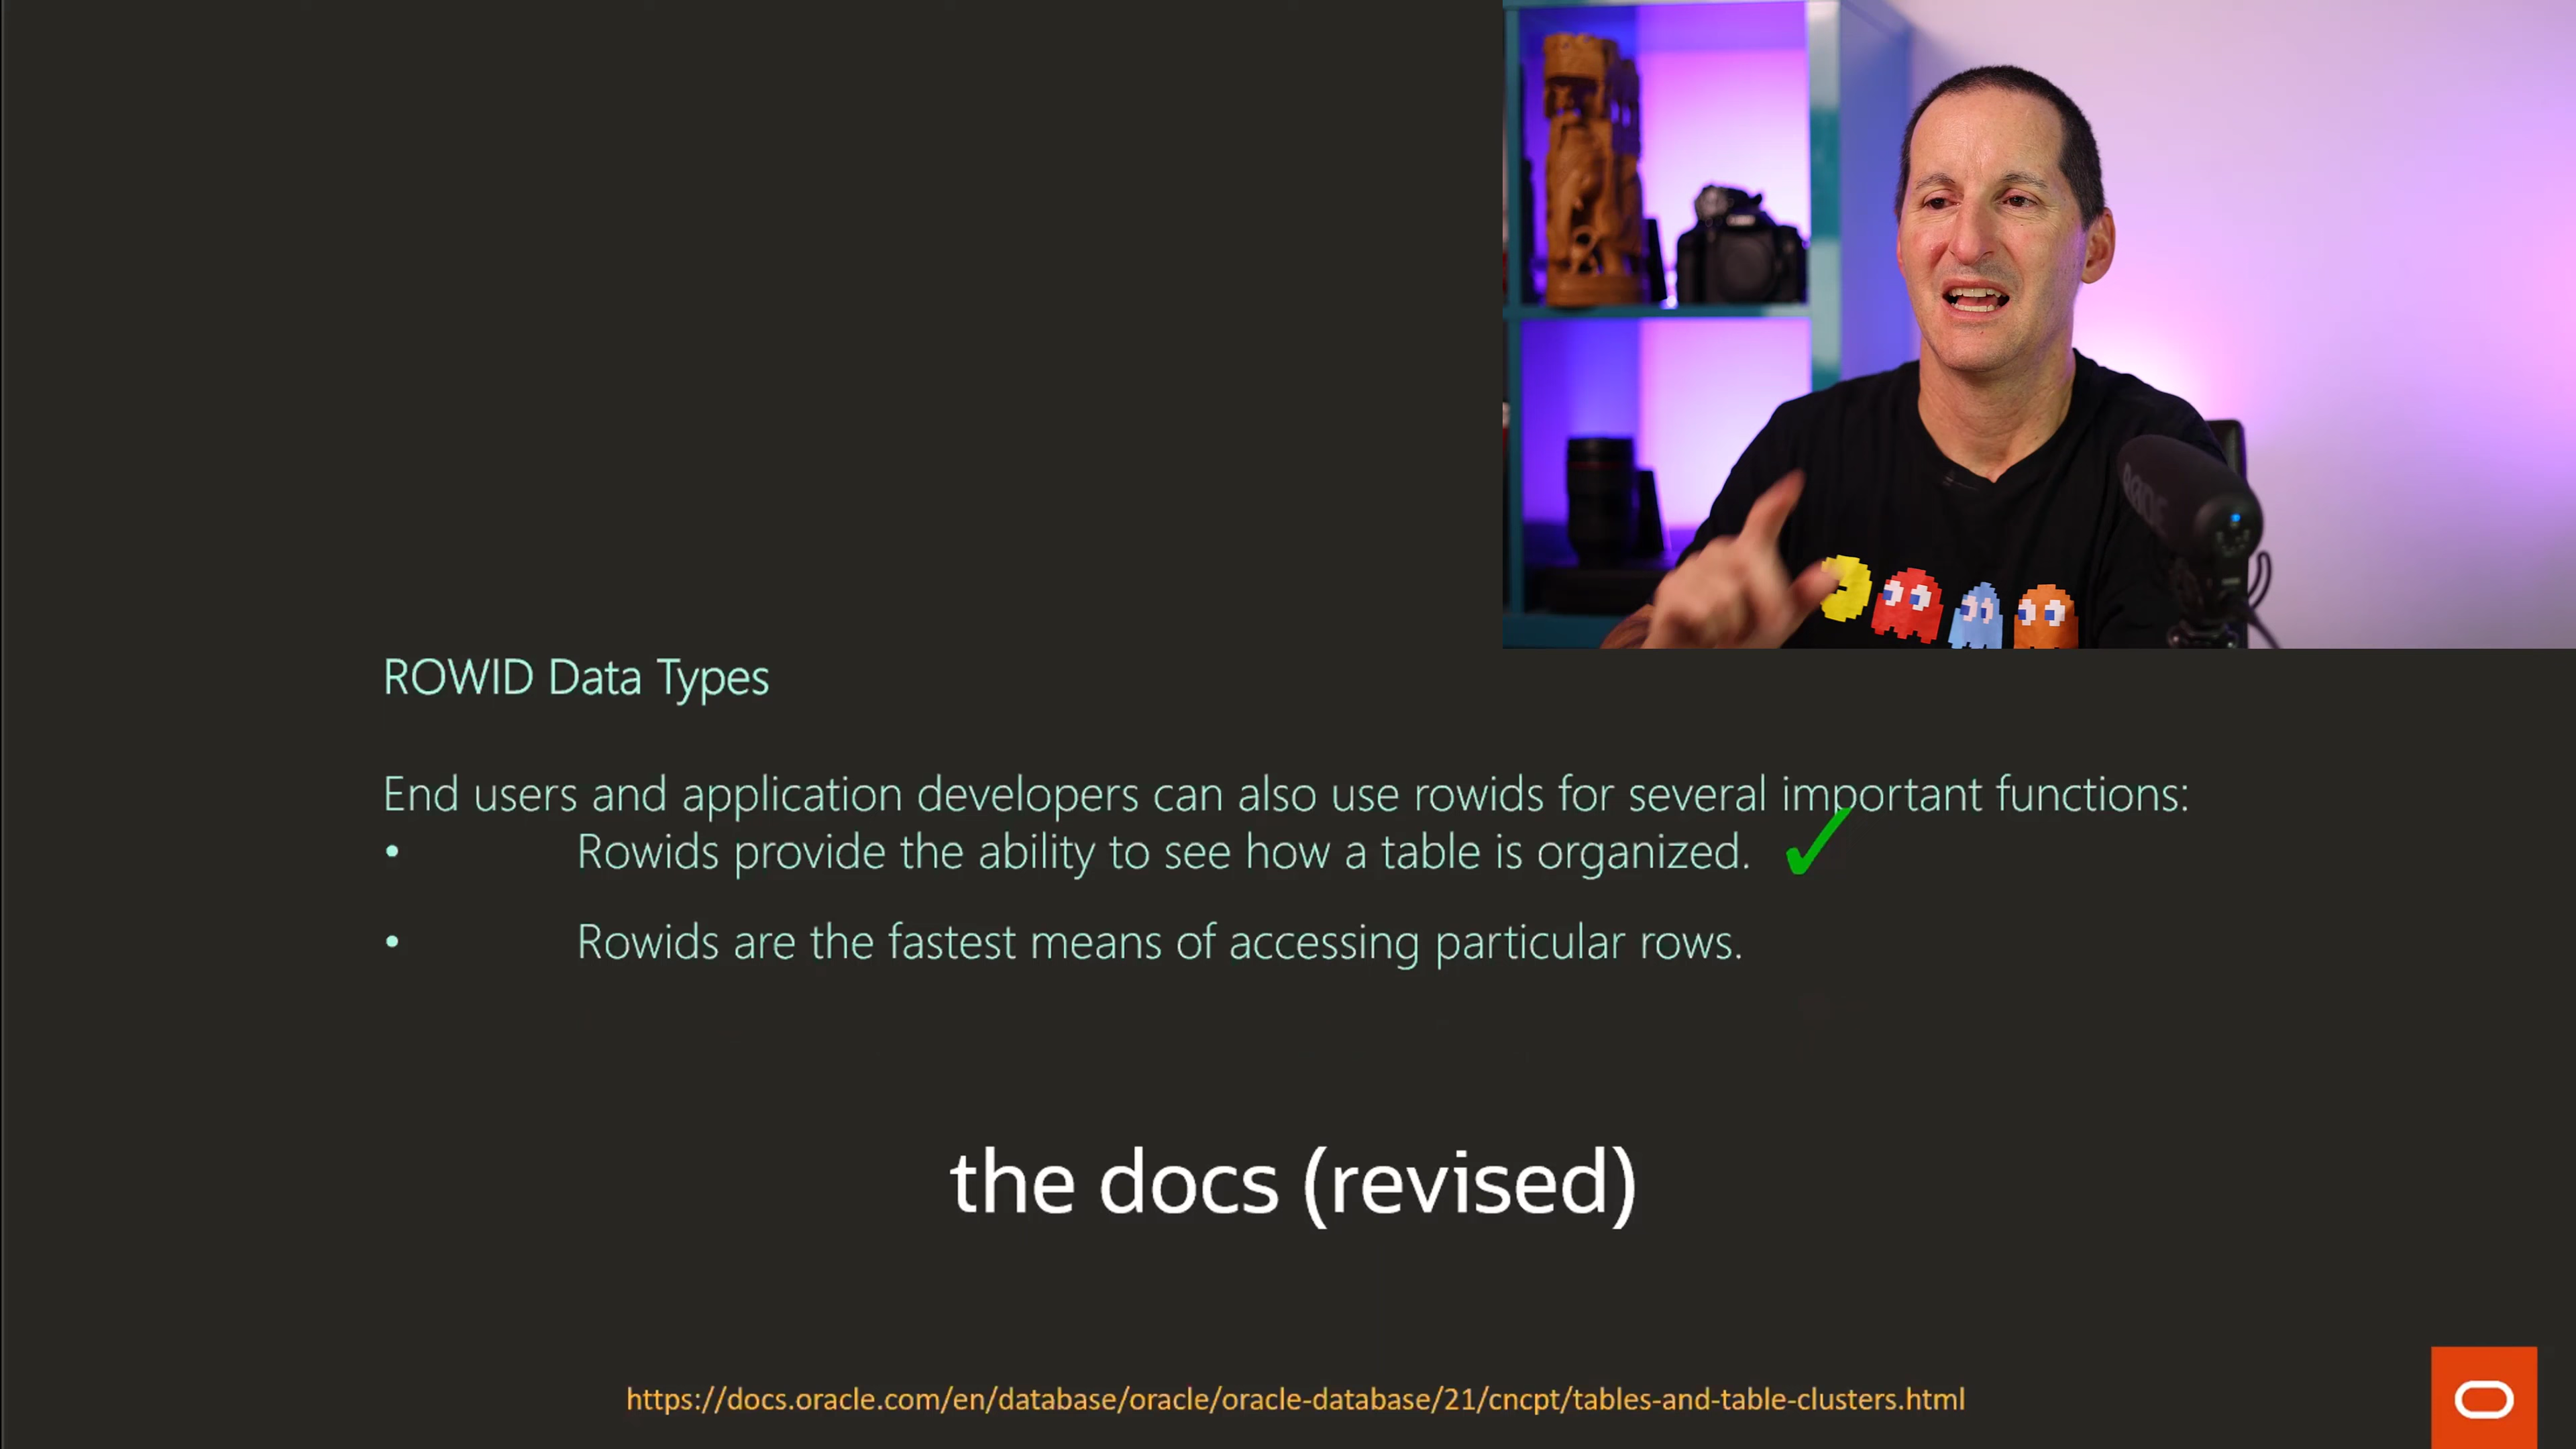 RODE
ROWID Data Types
End users and application developers can also use rowids for several important functions:
• Rowids provide the ability to see how a table is organized. ✓
• Rowids are the fastest means of accessing particular rows.
the docs (revised)
https://docs.oracle.com/en/database/oracle/oracle-database/21/cncpt/tables-and-table-clusters.html